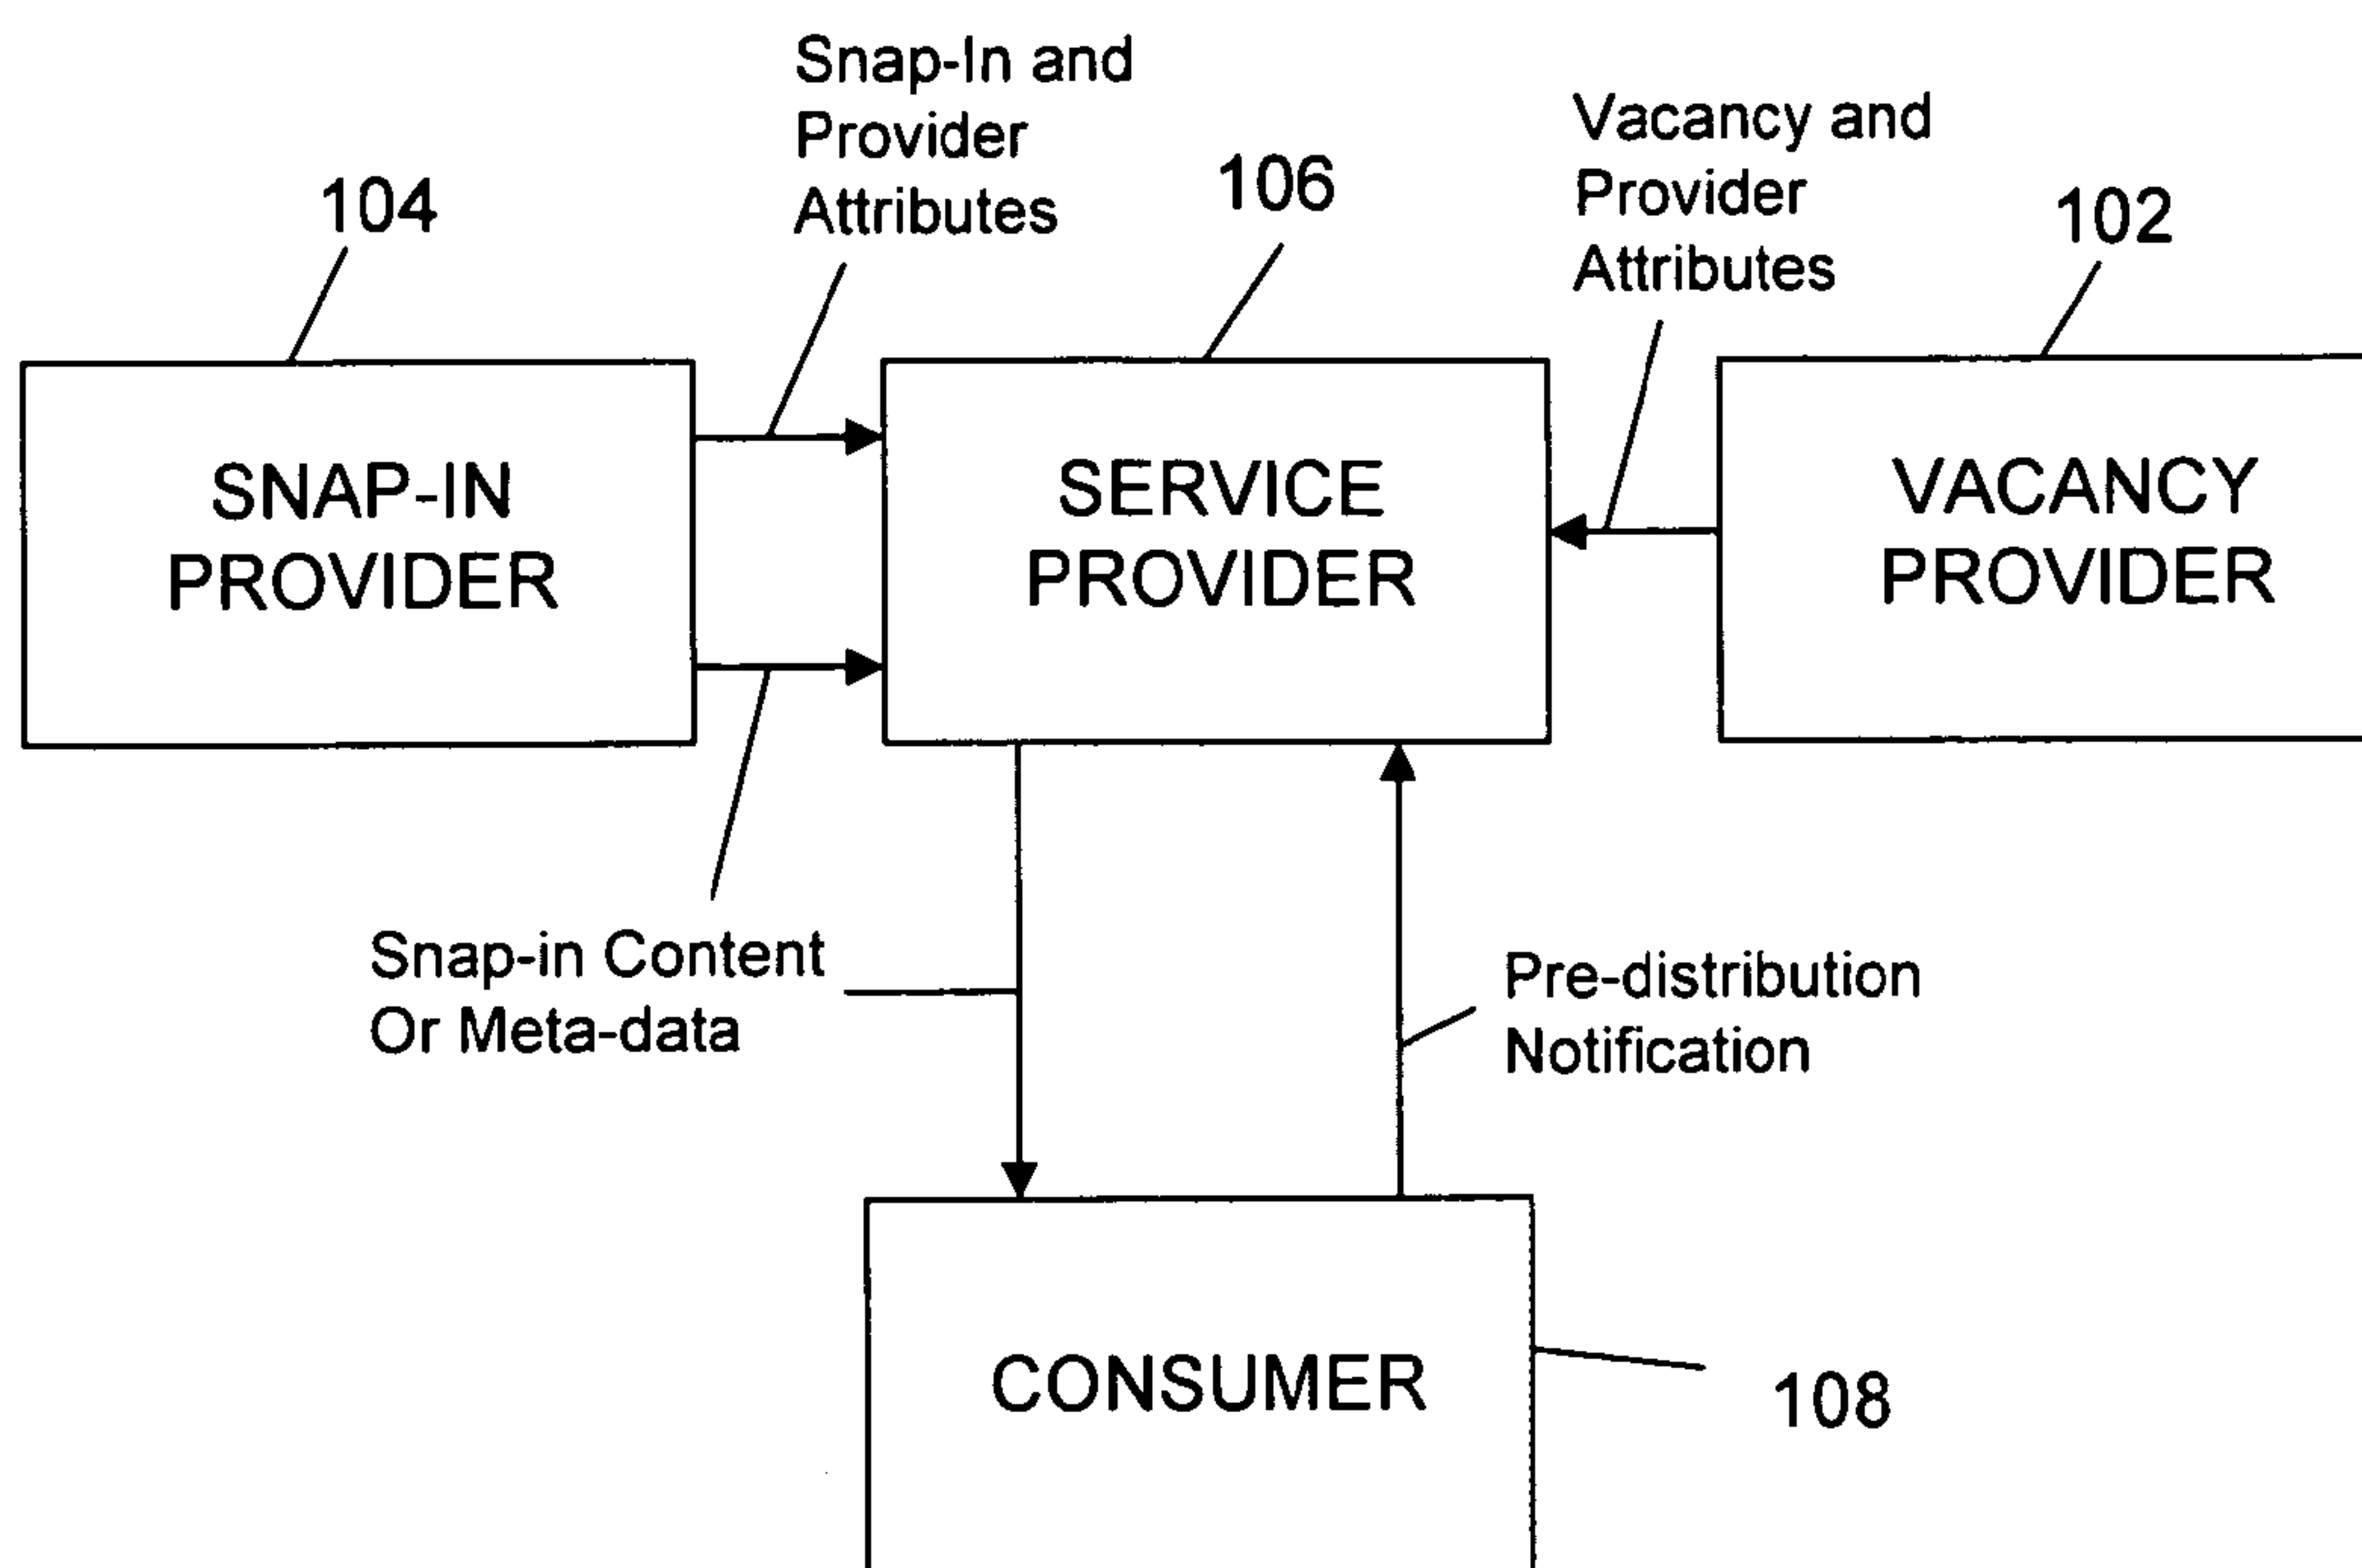 Snap-In and
Provider
Attributes
Vacancy and
Provider
Attributes
104
106
102
SNAP-IN
PROVIDER
SERVICE
PROVIDER
VACANCY
PROVIDER
Snap-in Content
Or Meta-data
Pre-distribution
Notification
CONSUMER
108